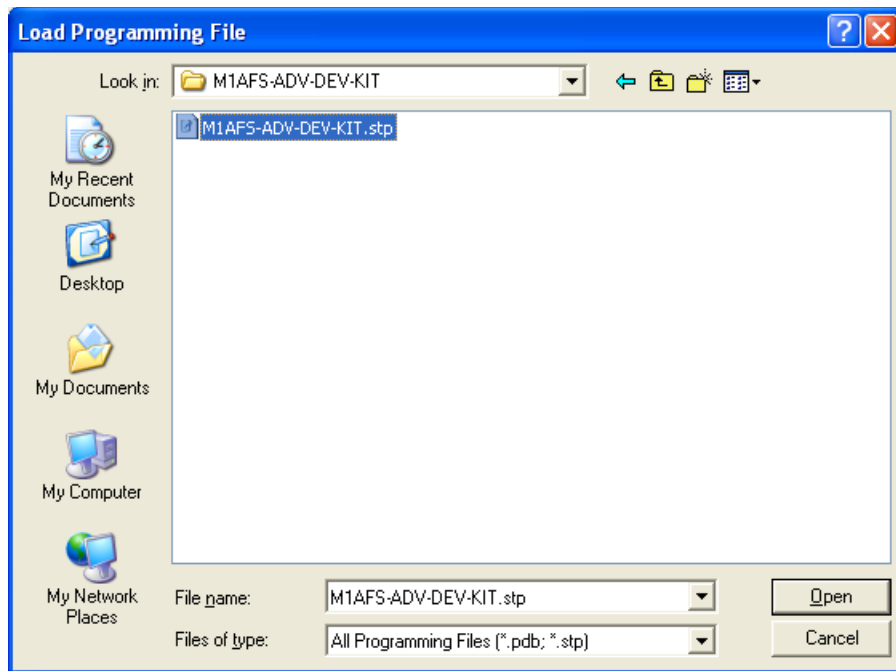 Load Programming File
Look in: M1AFS-ADV-DEV-KIT
M1AFS-ADV-DEV-KIT.stp
My Recent
Documents
Desktop
My Documents
My Computer
My Network
Places
File name: M1AFS-ADV-DEV-KIT.stp Open
Files of type: All Programming Files (*.pdb; *.stp) Cancel